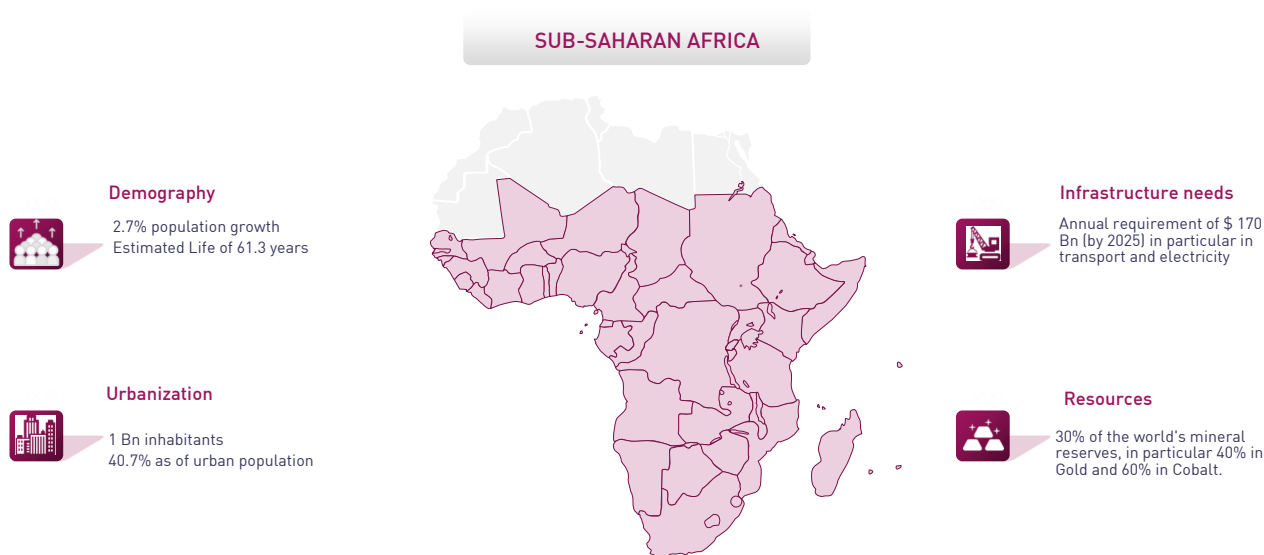 SUB-SAHARAN AFRICA
Demography
2.7% population growth
Estimated Life of 61.3 years
Urbanization
1 Bn inhabitants
40.7% as of urban population
Infrastructure needs
Annual requirement of $ 170
Bn (by 2025) in particular in
transport and electricity
Resources
30% of the world's mineral
reserves, in particular 40% in
Gold and 60% in Cobalt.